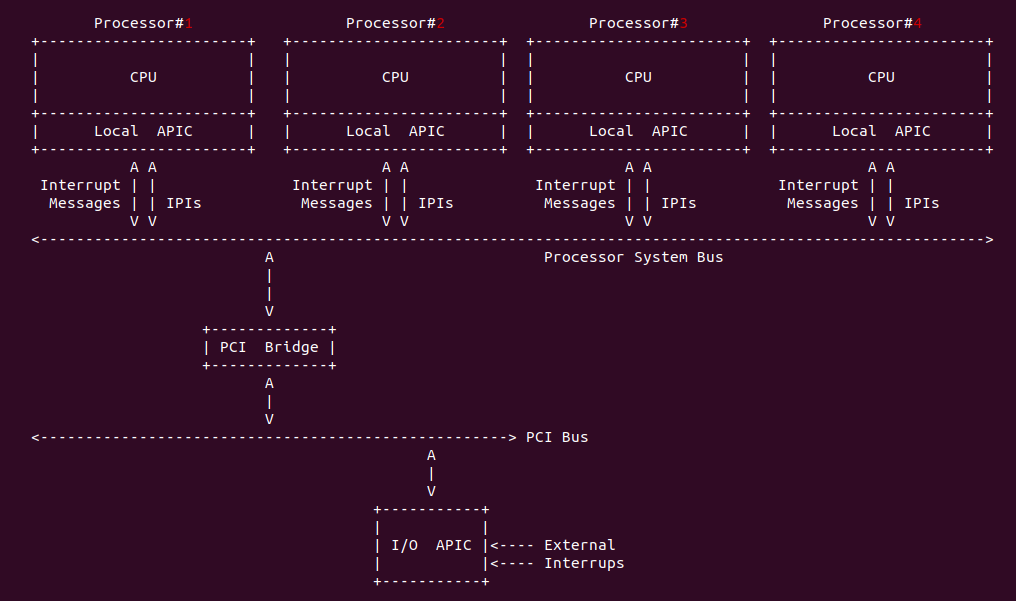 Processor#1 Processor#2 Processor#3 Processor#4
CPU CPU CPU CPU
Local APIC Local APIC Local APIC Local APIC
A A A A A A A A
Interrupt Interrupt Interrupt Interrupt
Messages IPIs Messages IPIs Messages IPIs Messages IPIs
V V V V V V V V
A Processor System Bus
V
PCI Bridge
A
V
PCI Bus
A
V
I/O APIC <---- External
<---- Interrups